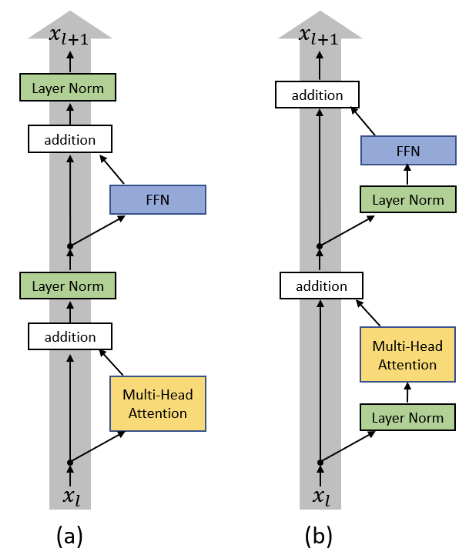 x_{l+1}
Layer Norm
addition
FFN
Layer Norm
addition
Multi-Head
Attention
x_l
(a)
x_{l+1}
addition
FFN
Layer Norm
addition
Multi-Head
Attention
Layer Norm
x_l
(b)